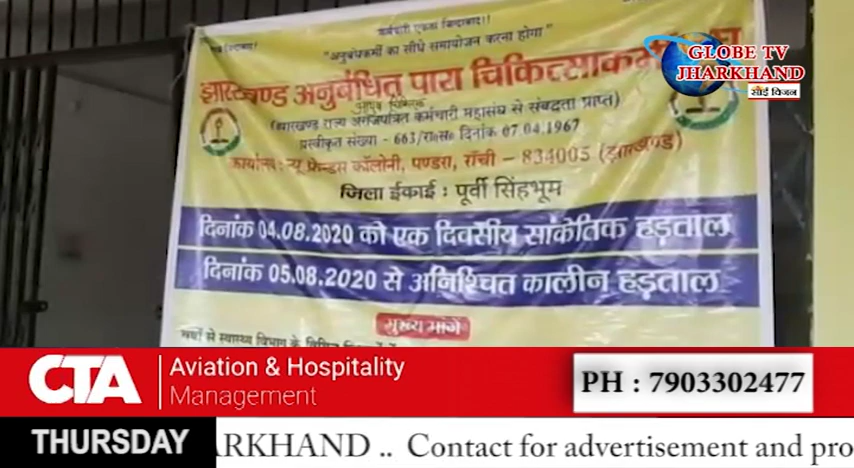 कर्मचारी एकता जिन्दाबाद!!
"अनुबंधकर्मी का सीधे समायोजन करना होगा"
झारखण्ड अनुबंधित पारा चिकित्साकर्मी
(झारखण्ड राज्य अराजपत्रित कर्मचारी महासंघ से संबद्धता प्राप्त)
प्रस्वीकृत संख्या - 663/रा०स० दिनांक 07.04.1967
फ्रेन्डस कॉलोनी, पण्डरा, राँची - 834005 (झारखण्ड)
जिला ईकाई : पूर्वी सिंहभूम
दिनांक 04.08.2020 को एक दिवसीय सांकेतिक हड़ताल
दिनांक 05.08.2020 से अनिश्चित कालीन हड़ताल
मुख्य मांगे
GLOBE TV
JHARKHAND
सोई विजन
CTA
Aviation & Hospitality
Management
PH : 7903302477
THURSDAY
ARKHAND .. Contact for advertisement and pro